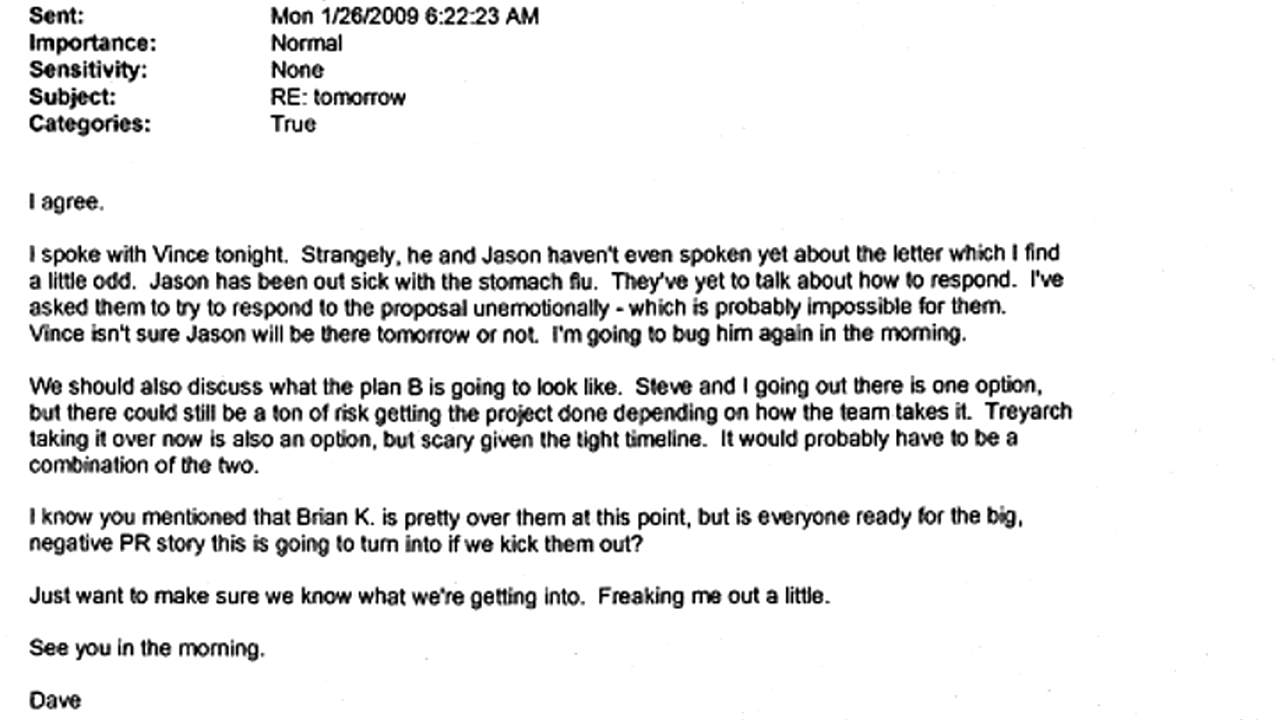 Sent: Mon 1/26/2009 6:22:23 AM
Importance: Normal
Sensitivity: None
Subject: RE: tomorrow
Categories: True
I agree.
I spoke with Vince tonight. Strangely, he and Jason haven't even spoken yet about the letter which I find
a little odd. Jason has been out sick with the stomach flu. They've yet to talk about how to respond. I've
asked them to try to respond to the proposal unemotionally - which is probably impossible for them.
Vince isn't sure Jason will be there tomorrow or not. I'm going to bug him again in the morning.
We should also discuss what the plan B is going to look like. Steve and I going out there is one option,
but there could still be a ton of risk getting the project done depending on how the team takes it. Treyarch
taking it over now is also an option, but scary given the tight timeline. It would probably have to be a
combination of the two.
I know you mentioned that Brian K. is pretty over them at this point, but is everyone ready for the big,
negative PR story this is going to turn into if we kick them out?
Just want to make sure we know what we're getting into. Freaking me out a little.
See you in the morning.
Dave